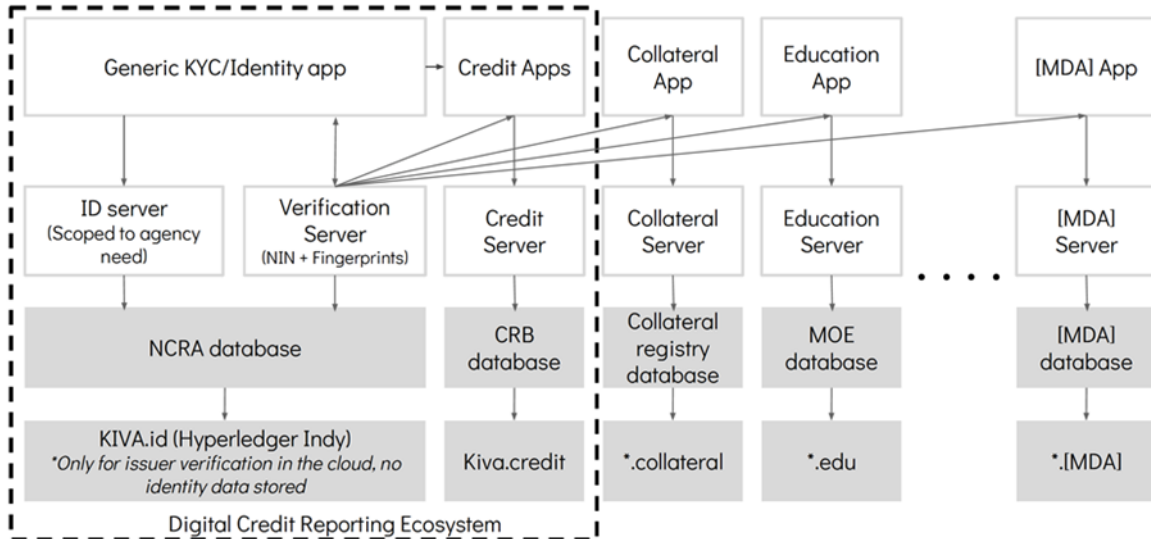 Generic KYC/Identity app
Credit Apps
Collateral
App
Education
App
[MDA] App
ID server
(Scoped to agency
need)
Verification
Server
(NIN + Fingerprints)
Credit
Server
Collateral
Server
Education
Server
[MDA]
Server
NCRA database
CRB
database
Collateral
registry
database
MOE
database
[MDA]
database
KIVA.id (Hyperledger Indy)
*Only for issuer verification in the cloud, no
identity data stored
Kiva.credit
*.collateral
*.edu
*.[MDA]
Digital Credit Reporting Ecosystem